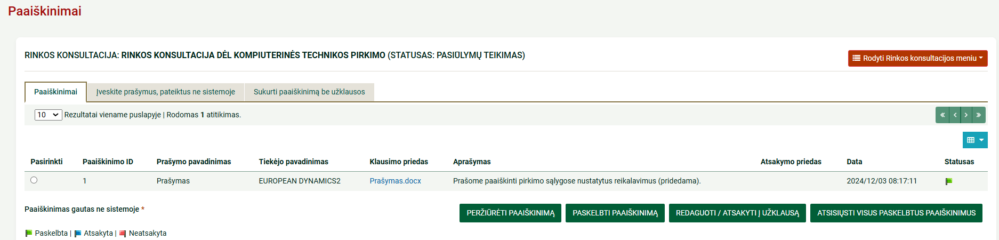 Paaiškinimai
RINKOS KONSULTACIJA: RINKOS KONSULTACIJA DĖL KOMPIUTERINĖS TECHNIKOS PIRKIMO (STATUSAS: PASIŪLYMŲ TEIKIMAS)
Rodyti Rinkos konsultacijos meniu
Paaiškinimai Įveskite prašymus, pateiktus ne sistemoje Sukurti paaiškinimą be užklausos
10 Rezultatai viename puslapyje | Rodomas 1 atitikimas.
Pasirinkti Paaiškinimo ID Prašymo pavadinimas Tiekėjo pavadinimas Klausimo priedas Aprašymas Atsakymo priedas Data Statusas
1 Prašymas EUROPEAN DYNAMICS2 Prašymas.docx Prašome paaiškinti pirkimo sąlygose nustatytus reikalavimus (pridedama). 2024/12/03 08:17:11
Paaiškinimas gautas ne sistemoje *
PERŽIŪRĖTI PAAIŠKINIMĄ PASKELBTI PAAIŠKINIMĄ REDAGUOTI / ATSAKYTI Į UŽKLAUSĄ ATSISIŲSTI VISUS PASKELBTUS PAAIŠKINIMUS
Paskelbta | Atsakyta | Neatsakyta